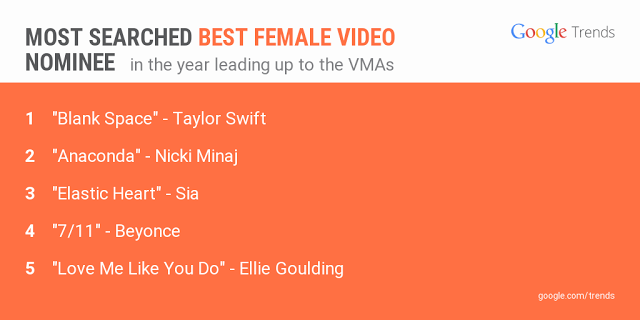 MOST SEARCHED BEST FEMALE VIDEO
NOMINEE in the year leading up to the VMAs
Google Trends
1 "Blank Space" - Taylor Swift
2 "Anaconda" - Nicki Minaj
3 "Elastic Heart" - Sia
4 "7/11" - Beyonce
5 "Love Me Like You Do" - Ellie Goulding
google.com/trends